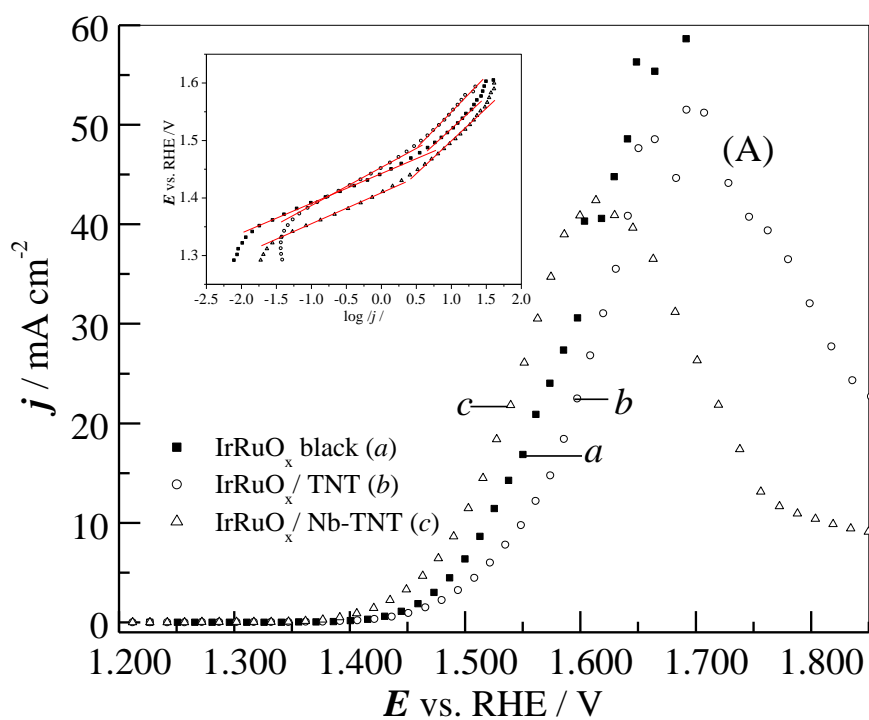 60
50
40
30
20
10
0
j / mA cm-2
1.200 1.300 1.400 1.500 1.600 1.700 1.800
E vs. RHE / V
(A)
c
b
a
IrRuOx black (a)
IrRuOx/ TNT (b)
IrRuOx/ Nb-TNT (c)
1.6
1.5
1.4
1.3
E vs. RHE /V
-2.5 -2.0 -1.5 -1.0 -0.5 0.0 0.5 1.0 1.5 2.0
log /j /